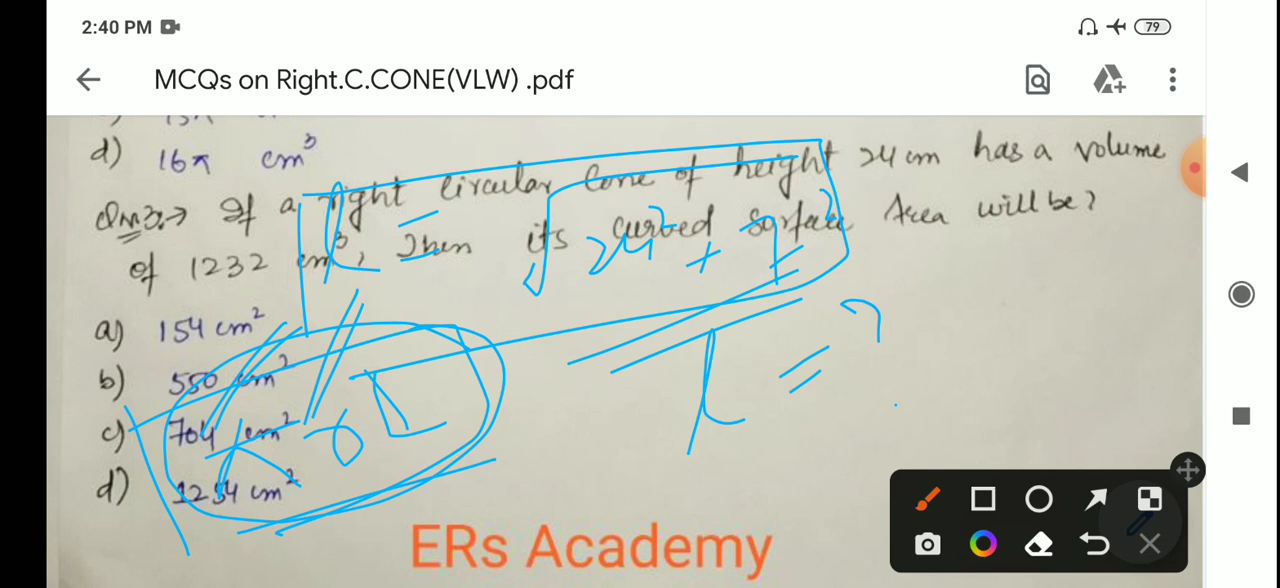 2:40 PM
79
MCQs on Right.C.CONE(VLW) .pdf
d) 16π cm³
If a right circular Cone of height 24 cm has a volume
of 1232 cm³, Then its curved Surface Area will be?
a) 154 cm²
b) 550 cm²
c) 704 cm²
d) 1254 cm²
√24² + 7²
l = ?
ERs Academy